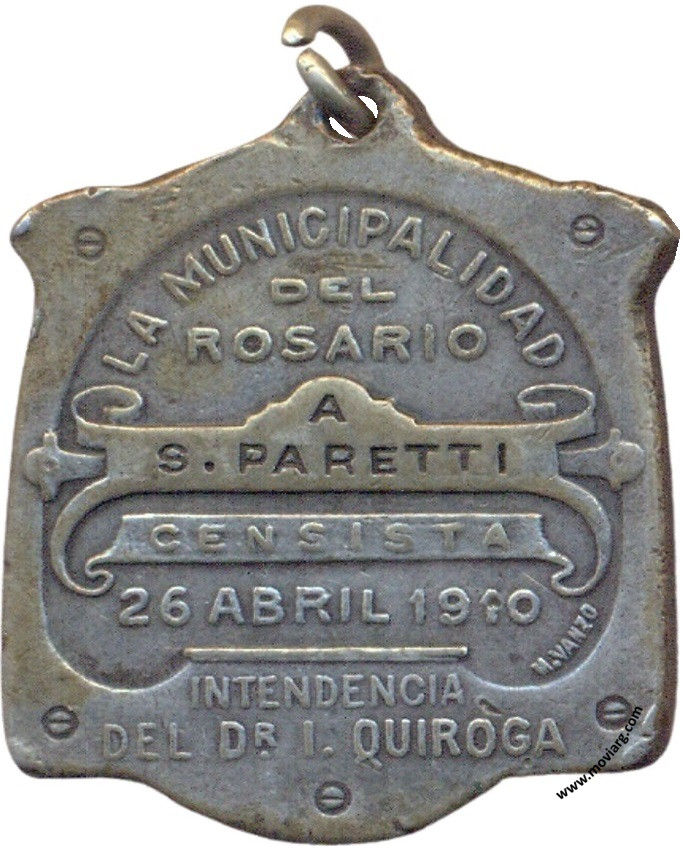 LA MUNICIPALIDAD
DEL
ROSARIO
A
S. PARETTI
CENSISTA
26 ABRIL 1910
M. VANZO
INTENDENCIA
DEL DR I. QUIROGA
www.moviarg.com